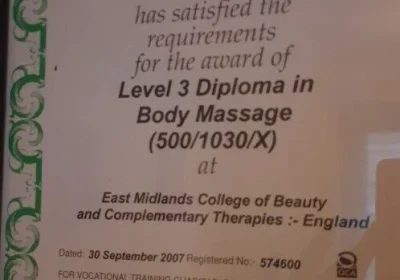 has satisfied the
requirements
for the award of
Level 3 Diploma in
Body Massage
(500/1030/X)
at
East Midlands College of Beauty
and Complementary Therapies :- England
Dated: 30 September 2007 Registered No:- 574600
FOR VOCATIONAL TRAINING